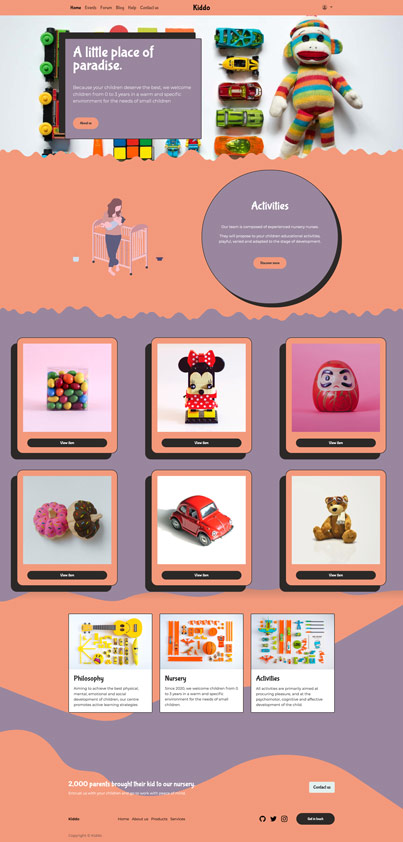 Home Events Forum Blog Help Contact us
Kiddo
A little place of
paradise.
Because your children deserve the best, we welcome
children from 0 to 3 years in a warm and specific
environment for the needs of small children
About us
Activities
Our team is composed of experienced nursery nurses.
They will propose to your children educational activities,
playful, varied and adapted to the stage of development.
Discover more
View item
View item
View item
View item
View item
View item
Philosophy
Aiming to achieve the best physical,
mental, emotional and social
development of children, our centre
promotes active learning strategies
Nursery
Since 2020, we welcome children from 0
to 3 years, in a warm and specific
environment for the needs of small
children
Activities
All activities are primarily aimed at
procuring pleasure, and at the
psychomotor, cognitive and affective
development of the child.
2,000 parents brought their kid to our nursery.
Entrust us with your children and go to work with peace of mind.
Contact us
Kiddo
Home About us Products Services
Get in touch
Copyright © Kiddo